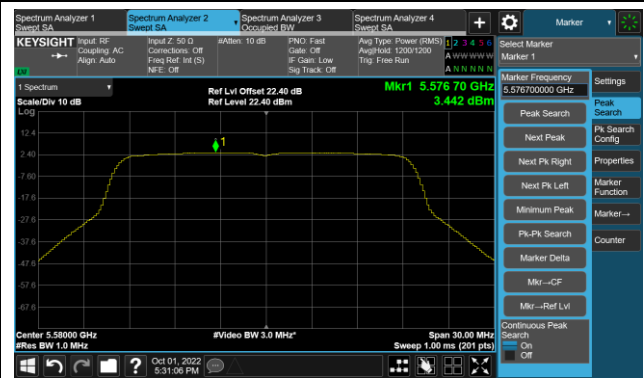 Spectrum Analyzer 1
Swept SA
Spectrum Analyzer 2
Swept SA
Spectrum Analyzer 3
Occupied BW
Spectrum Analyzer 4
Swept SA
+
Marker
KEYSIGHT
Input: RF
Coupling: AC
Align: Auto
Input Z: 50 Ω
Corrections: Off
Freq Ref: Int (S)
NFE: Off
#Atten: 10 dB
PNO: Fast
Gate: Off
IF Gain: Low
Sig Track: Off
Avg Type: Power (RMS)
Avg|Hold: 1200/1200
Trig: Free Run
1 2 3 4 5 6
A W W W W W
A N N N N N
LXI
Select Marker
Marker 1
1 Spectrum
Scale/Div 10 dB
Log
Ref Lvl Offset 22.40 dB
Ref Level 22.40 dBm
Mkr1 5.576 70 GHz
3.442 dBm
1
12.4
2.40
-7.60
-17.6
-27.6
-37.6
-47.6
-57.6
-67.6
Center 5.58000 GHz
#Res BW 1.0 MHz
#Video BW 3.0 MHz*
Span 30.00 MHz
Sweep 1.00 ms (201 pts)
Marker Frequency
5.576700000 GHz
Peak Search
Next Peak
Next Pk Right
Next Pk Left
Minimum Peak
Pk-Pk Search
Marker Delta
Mkr→CF
Mkr→Ref Lvl
Continuous Peak
Search
On
Off
Settings
Peak
Search
Pk Search
Config
Properties
Marker
Function
Marker→
Counter
?
Oct 01, 2022
5:31:06 PM